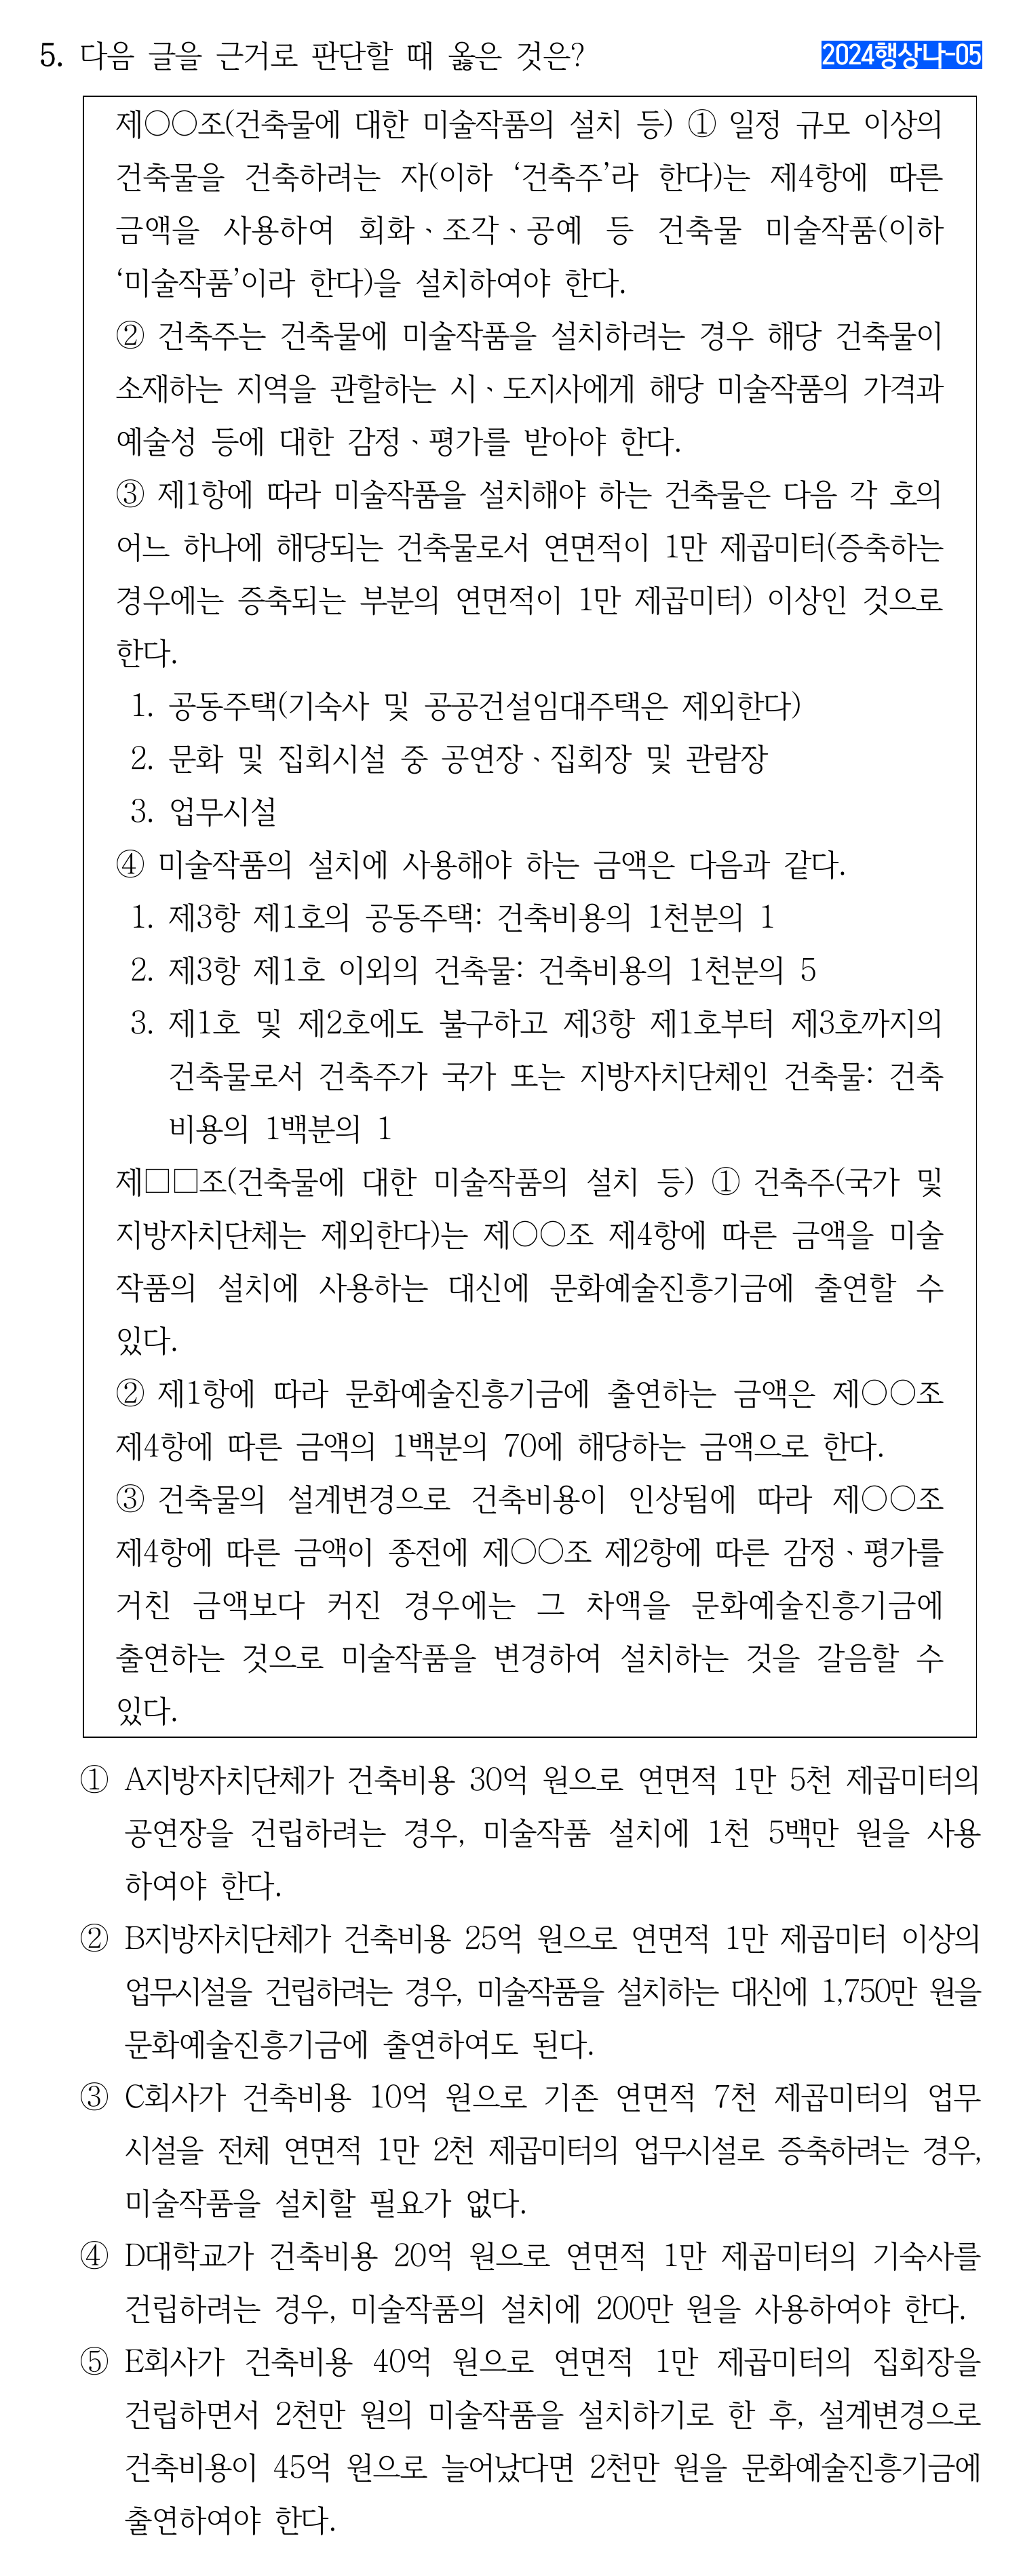 5. 다음 글을 근거로 판단할 때 옳은 것은?
2024행상나-05
제○○조(건축물에 대한 미술작품의 설치 등) ① 일정 규모 이상의
건축물을 건축하려는 자(이하 ‘건축주’라 한다)는 제4항에 따른
금액을 사용하여 회화ㆍ조각ㆍ공예 등 건축물 미술작품(이하
‘미술작품’이라 한다)을 설치하여야 한다.
② 건축주는 건축물에 미술작품을 설치하려는 경우 해당 건축물이
소재하는 지역을 관할하는 시ㆍ도지사에게 해당 미술작품의 가격과
예술성 등에 대한 감정ㆍ평가를 받아야 한다.
③ 제1항에 따라 미술작품을 설치해야 하는 건축물은 다음 각 호의
어느 하나에 해당되는 건축물로서 연면적이 1만 제곱미터(증축하는
경우에는 증축되는 부분의 연면적이 1만 제곱미터) 이상인 것으로
한다.
1. 공동주택(기숙사 및 공공건설임대주택은 제외한다)
2. 문화 및 집회시설 중 공연장ㆍ집회장 및 관람장
3. 업무시설
④ 미술작품의 설치에 사용해야 하는 금액은 다음과 같다.
1. 제3항 제1호의 공동주택: 건축비용의 1천분의 1
2. 제3항 제1호 이외의 건축물: 건축비용의 1천분의 5
3. 제1호 및 제2호에도 불구하고 제3항 제1호부터 제3호까지의
건축물로서 건축주가 국가 또는 지방자치단체인 건축물: 건축
비용의 1백분의 1
제□□조(건축물에 대한 미술작품의 설치 등) ① 건축주(국가 및
지방자치단체는 제외한다)는 제○○조 제4항에 따른 금액을 미술
작품의 설치에 사용하는 대신에 문화예술진흥기금에 출연할 수
있다.
② 제1항에 따라 문화예술진흥기금에 출연하는 금액은 제○○조
제4항에 따른 금액의 1백분의 70에 해당하는 금액으로 한다.
③ 건축물의 설계변경으로 건축비용이 인상됨에 따라 제○○조
제4항에 따른 금액이 종전에 제○○조 제2항에 따른 감정ㆍ평가를
거친 금액보다 커진 경우에는 그 차액을 문화예술진흥기금에
출연하는 것으로 미술작품을 변경하여 설치하는 것을 갈음할 수
있다.
① A지방자치단체가 건축비용 30억 원으로 연면적 1만 5천 제곱미터의
공연장을 건립하려는 경우, 미술작품 설치에 1천 5백만 원을 사용
하여야 한다.
② B지방자치단체가 건축비용 25억 원으로 연면적 1만 제곱미터 이상의
업무시설을 건립하려는 경우, 미술작품을 설치하는 대신에 1,750만 원을
문화예술진흥기금에 출연하여도 된다.
③ C회사가 건축비용 10억 원으로 기존 연면적 7천 제곱미터의 업무
시설을 전체 연면적 1만 2천 제곱미터의 업무시설로 증축하려는 경우,
미술작품을 설치할 필요가 없다.
④ D대학교가 건축비용 20억 원으로 연면적 1만 제곱미터의 기숙사를
건립하려는 경우, 미술작품의 설치에 200만 원을 사용하여야 한다.
⑤ E회사가 건축비용 40억 원으로 연면적 1만 제곱미터의 집회장을
건립하면서 2천만 원의 미술작품을 설치하기로 한 후, 설계변경으로
건축비용이 45억 원으로 늘어났다면 2천만 원을 문화예술진흥기금에
출연하여야 한다.